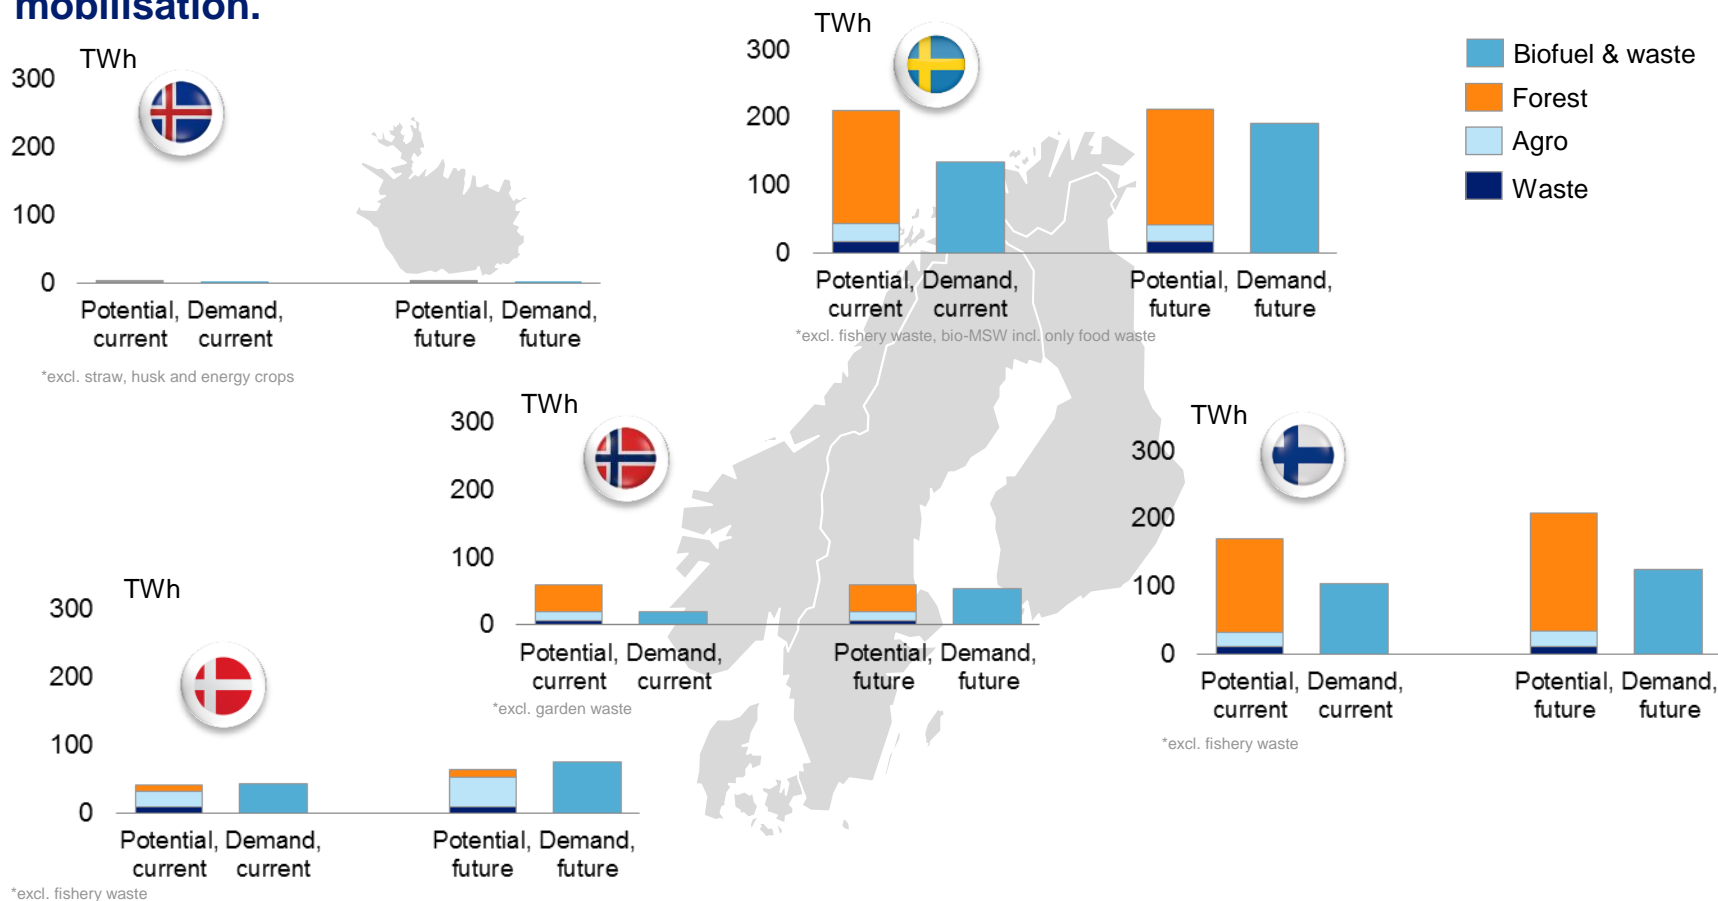 mobilisation.
TWh
300
200
100
0
Potential, Demand,
current current
Potential, Demand,
future future
*excl. straw, husk and energy crops
TWh
300
200
100
0
Potential, Demand,
current current
Potential, Demand,
future future
*excl. fishery waste, bio-MSW incl. only food waste
Biofuel & waste
Forest
Agro
Waste
TWh
300
200
100
0
Potential, Demand,
current current
Potential, Demand,
future future
*excl. garden waste
TWh
300
200
100
0
Potential, Demand,
current current
Potential, Demand,
future future
*excl. fishery waste
TWh
300
200
100
0
Potential, Demand,
current current
Potential, Demand,
future future
*excl. fishery waste